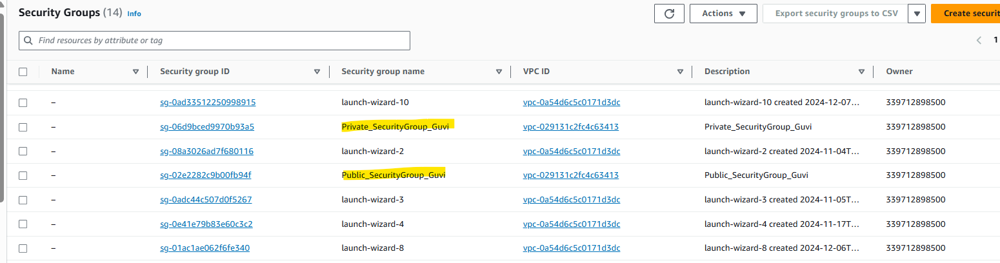 Security Groups (14) Info
Actions
Export security groups to CSV
Create securit
Find resources by attribute or tag
1
Name Security group ID Security group name VPC ID Description Owner
– sg-0ad33512250998915 launch-wizard-10 vpc-0a54d6c5c0171d3dc launch-wizard-10 created 2024-12-07... 339712898500
– sg-06d9bced9970b93a5 Private_SecurityGroup_Guvi vpc-029131c2fc4c63413 Private_SecurityGroup_Guvi 339712898500
– sg-08a3026ad7f680116 launch-wizard-2 vpc-0a54d6c5c0171d3dc launch-wizard-2 created 2024-11-04T... 339712898500
– sg-02e2282c9b00fb94f Public_SecurityGroup_Guvi vpc-029131c2fc4c63413 Public_SecurityGroup_Guvi 339712898500
– sg-0adc44c507d0f5267 launch-wizard-3 vpc-0a54d6c5c0171d3dc launch-wizard-3 created 2024-11-05T... 339712898500
– sg-0e41e79b83e60c3c2 launch-wizard-4 vpc-0a54d6c5c0171d3dc launch-wizard-4 created 2024-11-17T... 339712898500
– sg-01ac1ae062f6fe340 launch-wizard-8 vpc-0a54d6c5c0171d3dc launch-wizard-8 created 2024-12-06T... 339712898500